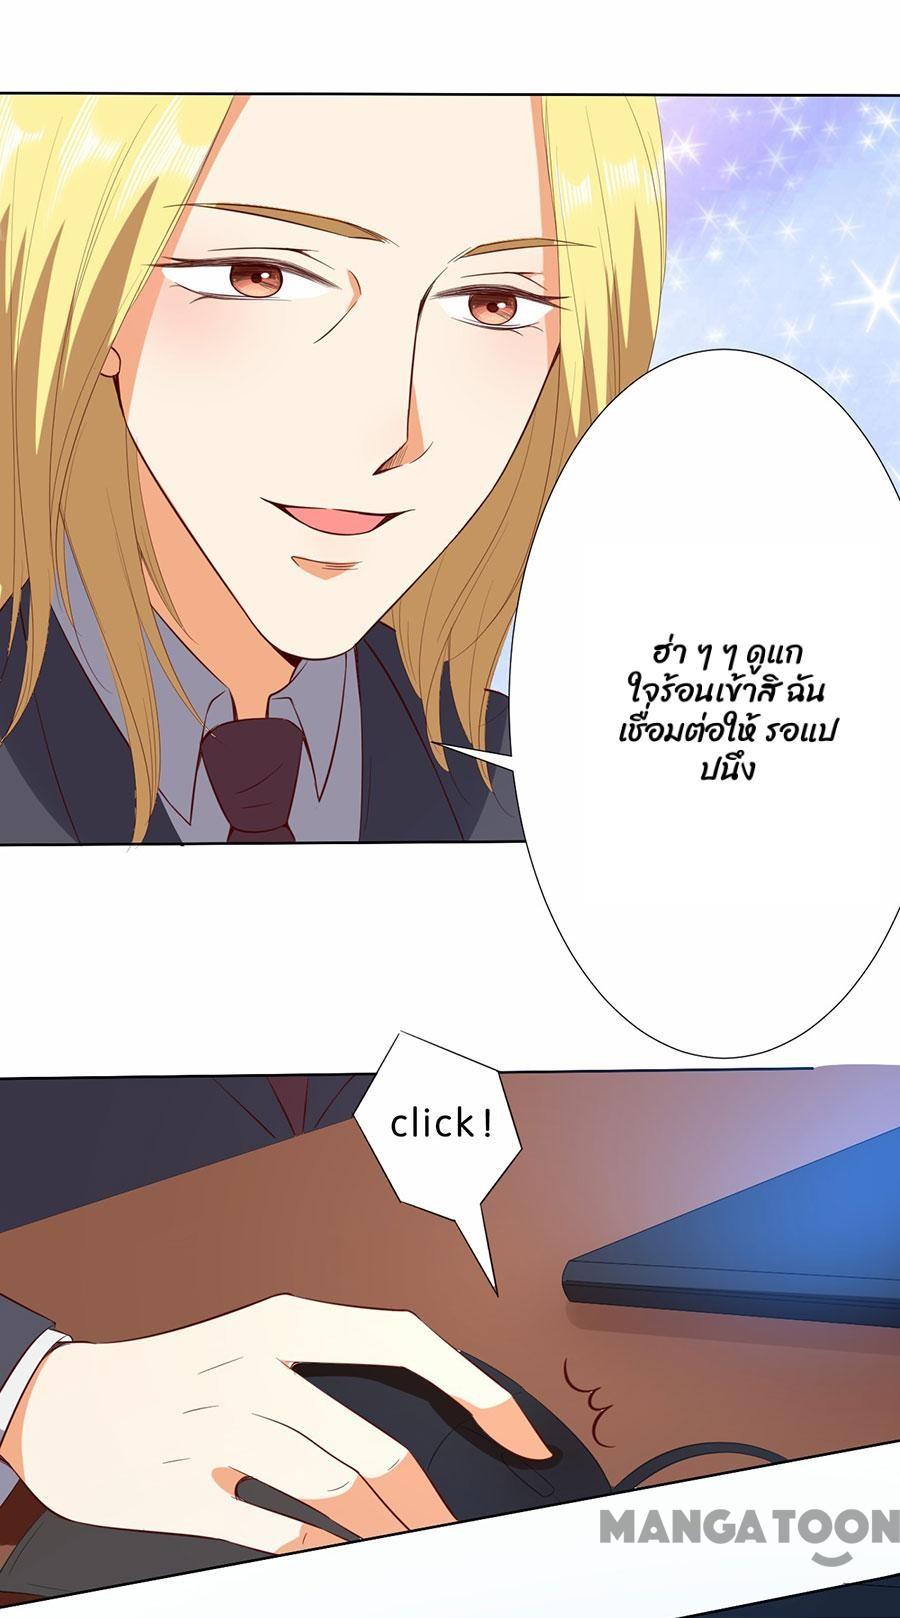 ฮ่า ๆ ๆ ดูแก
ใจร้อนเข้าสิ ฉัน
เชื่อมต่อให้ รอแป
ปนึง
click!
MANGATOON